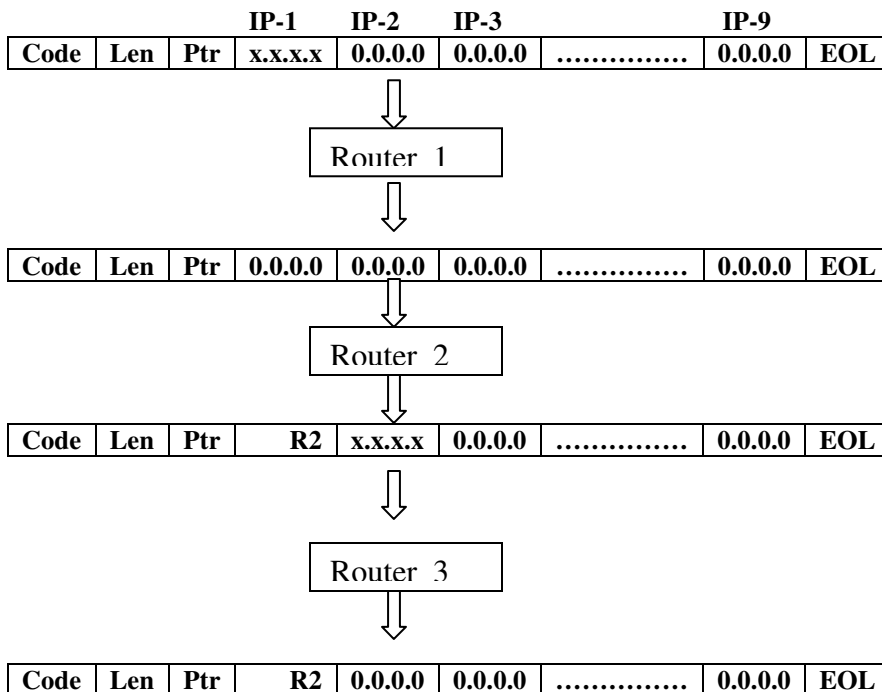 IP-1 IP-2 IP-3 IP-9
Code Len Ptr x.x.x.x 0.0.0.0 0.0.0.0 …………… 0.0.0.0 EOL
Router 1
Code Len Ptr 0.0.0.0 0.0.0.0 0.0.0.0 …………… 0.0.0.0 EOL
Router 2
Code Len Ptr R2 x.x.x.x 0.0.0.0 …………… 0.0.0.0 EOL
Router 3
Code Len Ptr R2 0.0.0.0 0.0.0.0 …………… 0.0.0.0 EOL